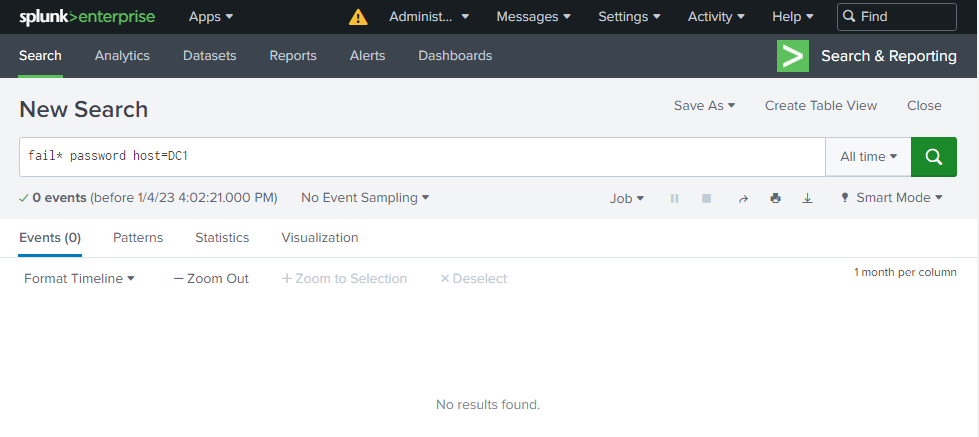 splunk>enterprise Apps Administ... Messages Settings Activity Help Find
Search Analytics Datasets Reports Alerts Dashboards > Search & Reporting
New Search Save As Create Table View Close
fail* password host=DC1 All time
✓ 0 events (before 1/4/23 4:02:21.000 PM) No Event Sampling Job Smart Mode
Events (0) Patterns Statistics Visualization
Format Timeline — Zoom Out + Zoom to Selection × Deselect 1 month per column
No results found.